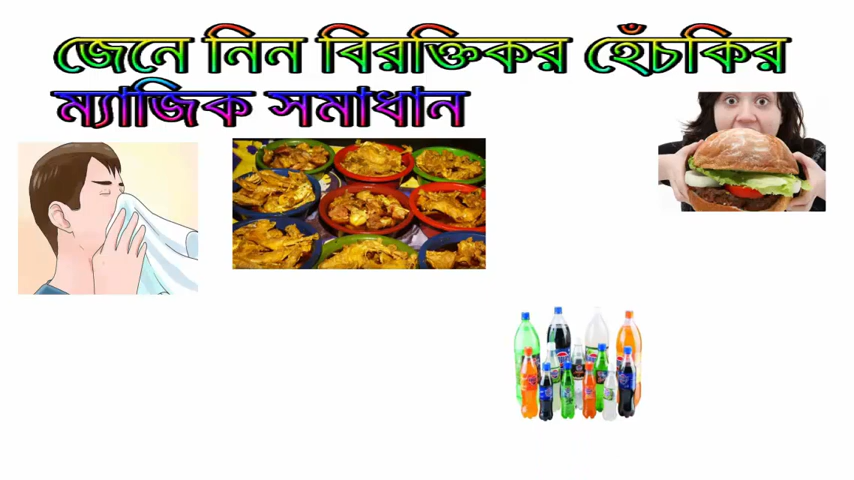 জেনে নিন বিরক্তিকর হেঁচকির
ম্যাজিক সমাধান